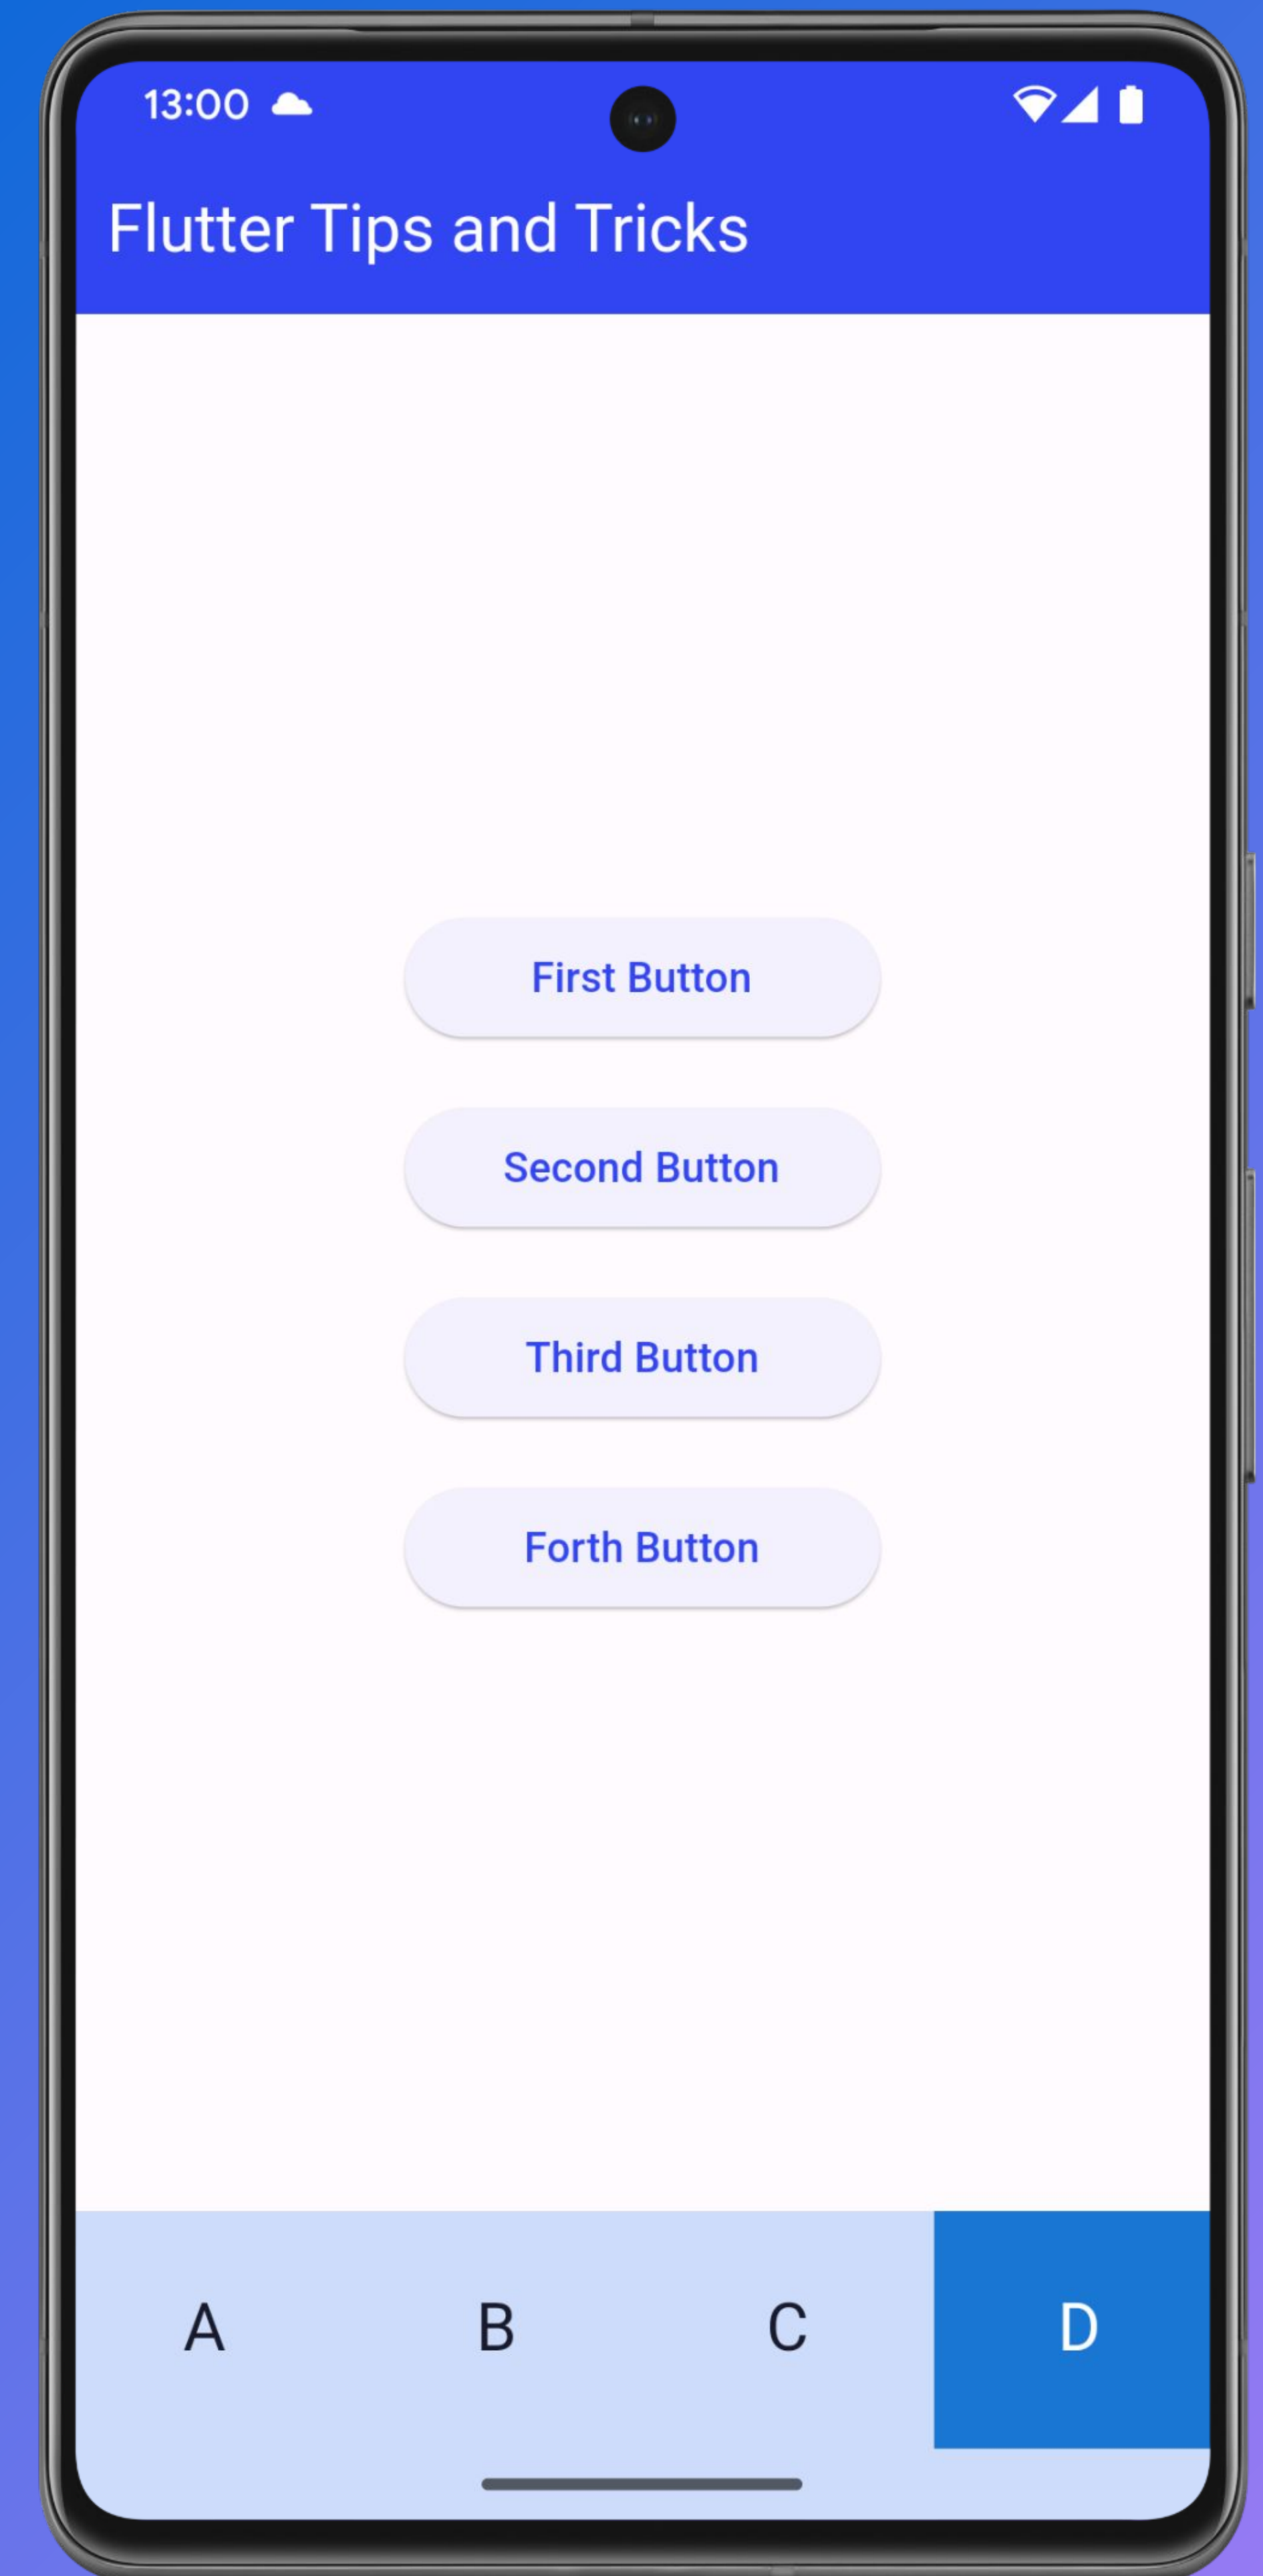 13:00
Flutter Tips and Tricks
First Button
Second Button
Third Button
Forth Button
A B C D